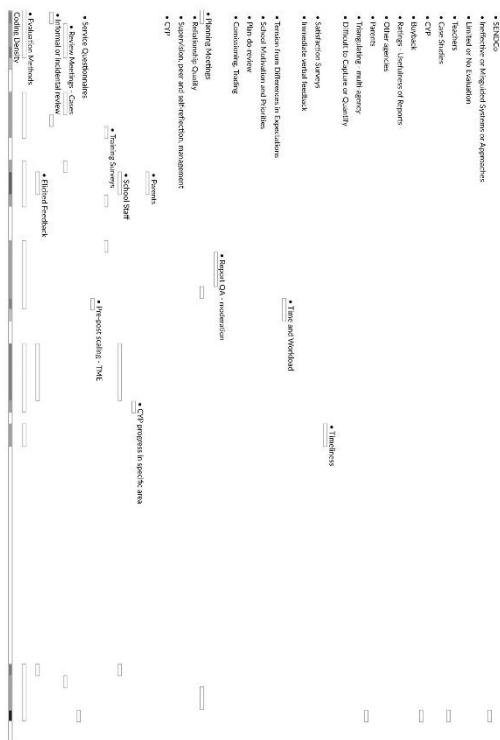 • SENDCo
• Ineffective or Misguided Systems or Approaches
• Limited or No Evaluation
• Teachers
• Case Studies
• CYP
• Buyback
• Ratings - Usefulness of Reports
• Other agencies
• Parents
• Triangulating - multi agency
• Difficult to Capture or Quantify
• Timeliness
• Satisfaction Surveys
• Immediate verbal feedback
• Time and Workload
• Tension from Differences in Expectations
• School Motivation and Priorities
• Plan do review
• Comissioning Trading
• Report QA - moderation
• Planning Meetings
• Relationship Quality
• Supervision, peer and self-reflection, management
• CYP
• Parents
• CYP progress in specific area
• School Staff
• Training Surveys
• Pre-post scaling - TME
• Service Questionnaires
• Review Meetings - Cases
• Informal or Incidental review
• Elicited Feedback
• Evaluation Methods
Coding Density